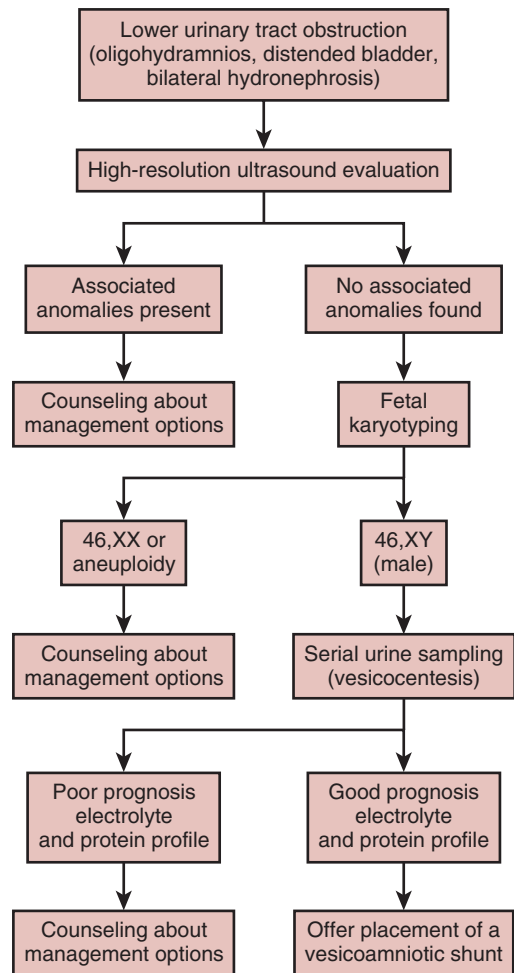 Lower urinary tract obstruction
(oligohydramnios, distended bladder,
bilateral hydronephrosis)
High-resolution ultrasound evaluation
Associated
anomalies present
No associated
anomalies found
Counseling about
management options
Fetal
karyotyping
46,XX or
aneuploidy
46,XY
(male)
Counseling about
management options
Serial urine sampling
(vesicocentesis)
Poor prognosis
electrolyte
and protein profile
Good prognosis
electrolyte
and protein profile
Counseling about
management options
Offer placement of a
vesicoamniotic shunt